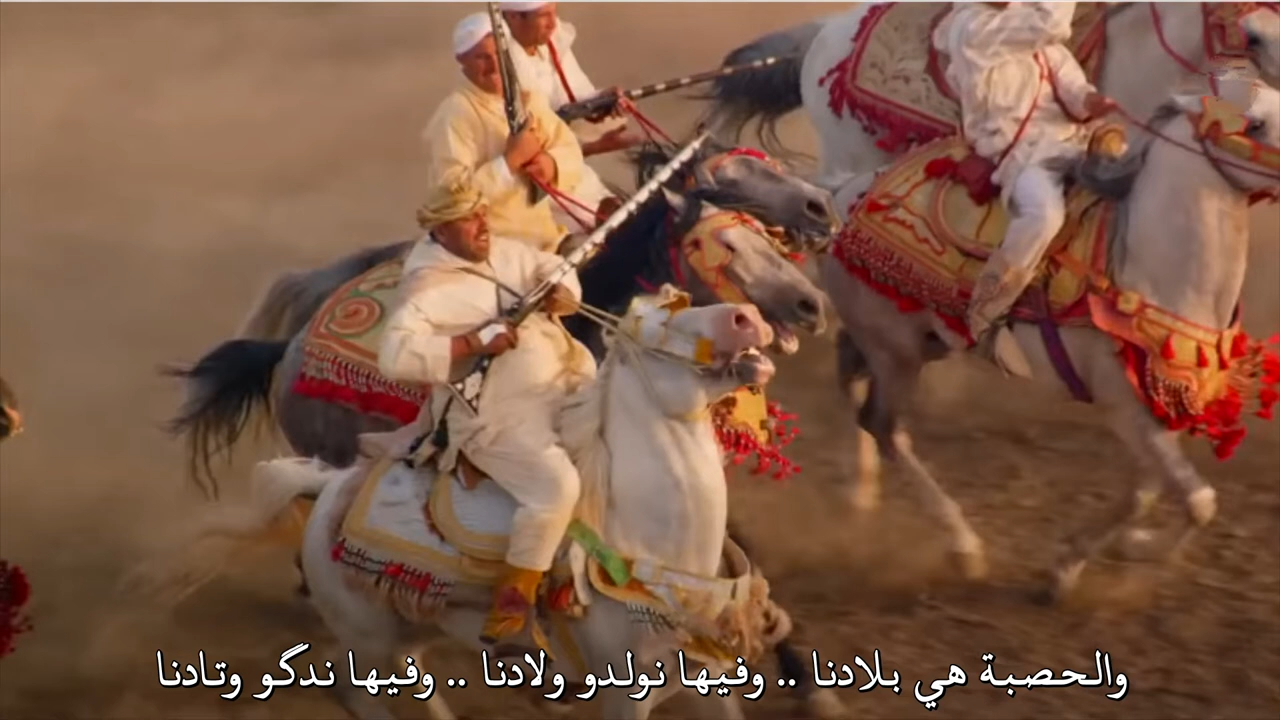 والحصبة هي بلادنا .. وفيها نولدو ولادنا .. وفيها ندگو وتادنا